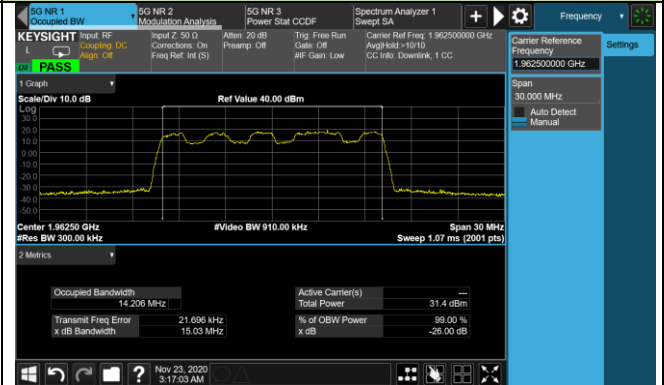 5G NR 1
Occupied BW
5G NR 2
Modulation Analysis
5G NR 3
Power Stat CCDF
Spectrum Analyzer 1
Swept SA
Frequency
KEYSIGHT
L
PASS
Input: RF
Coupling: DC
Align: Off
Input Z: 50 Ω
Corrections: On
Freq Ref: Int (S)
Atten: 20 dB
Preamp: Off
Trig: Free Run
Gate: Off
#IF Gain: Low
Carrier Ref Freq: 1.962500000 GHz
Avg|Hold:>10/10
CC Info: Downlink, 1 CC
Carrier Reference
Frequency
1.962500000 GHz
Settings
Span
30.000 MHz
Auto Detect
Manual
1 Graph
Scale/Div 10.0 dB
Ref Value 40.00 dBm
Log
30.0
20.0
10.0
0.00
-10.0
-20.0
-30.0
-40.0
-50.0
Center 1.96250 GHz
#Video BW 910.00 kHz
Span 30 MHz
#Res BW 300.00 kHz
Sweep 1.07 ms (2001 pts)
2 Metrics
Occupied Bandwidth
14.206 MHz
Active Carrier(s)
---
Total Power
31.4 dBm
Transmit Freq Error
21.696 kHz
% of OBW Power
99.00 %
x dB Bandwidth
15.03 MHz
x dB
-26.00 dB
?
Nov 23, 2020
3:17:03 AM